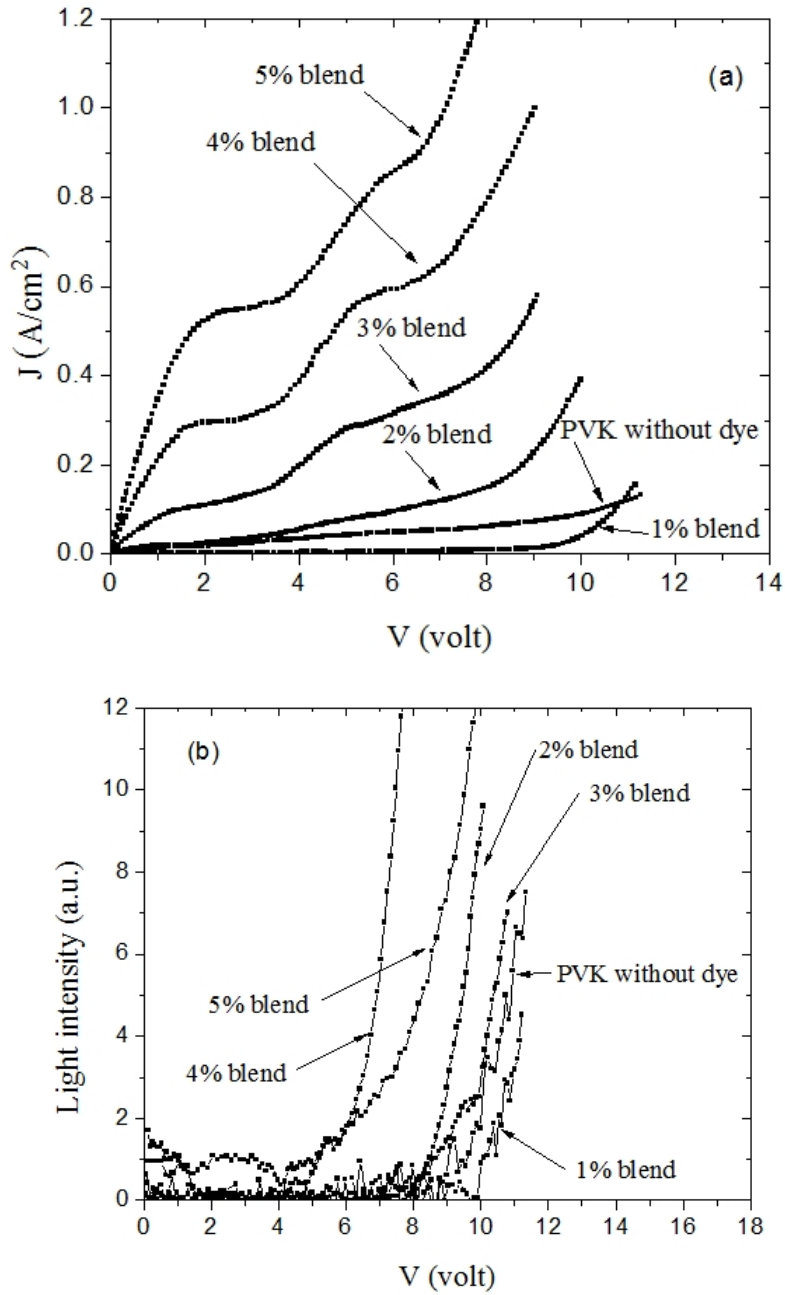 1.2
(a)
5% blend
1.0
4% blend
0.8
J ( A/cm²)
0.6
3% blend
0.4
2% blend
PVK without dye
0.2
1% blend
0.0
0 2 4 6 8 10 12 14
V (volt)
12
(b)
2% blend
10
3% blend
8
Light intensity (a.u.)
6
PVK without dye
5% blend
4
4% blend
2
1% blend
0
0 2 4 6 8 10 12 14 16 18
V (volt)